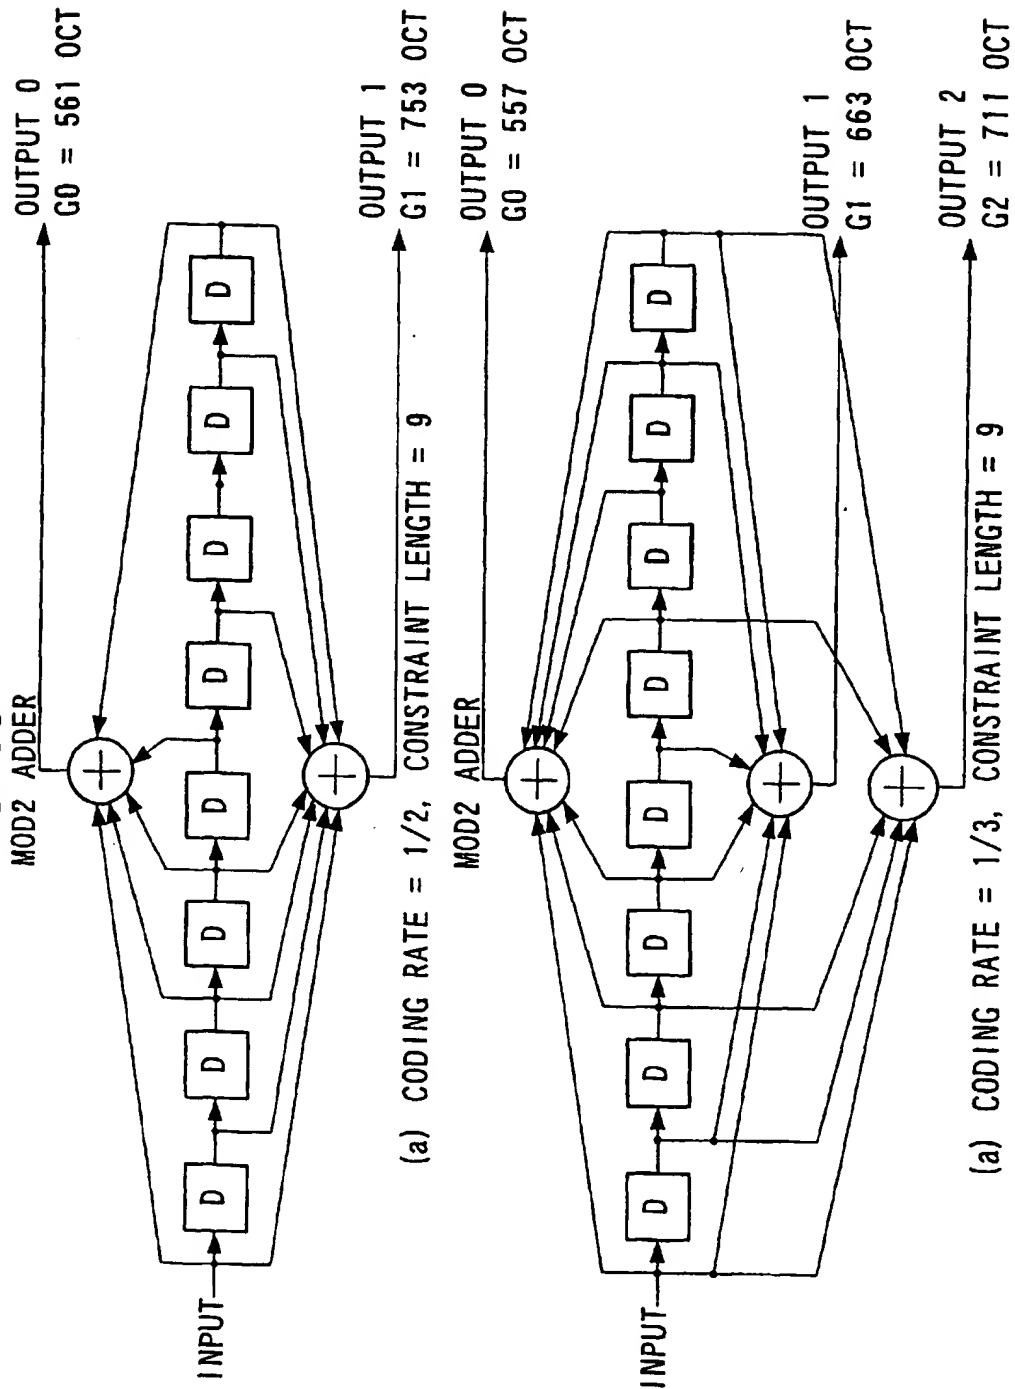 MOD2 ADDER
OUTPUT 0
G0 = 561 OCT
INPUT
D
D
D
D
D
D
D
D
OUTPUT 1
G1 = 753 OCT
(a) CODING RATE = 1/2, CONSTRAINT LENGTH = 9
MOD2 ADDER
OUTPUT 0
G0 = 557 OCT
INPUT
D
D
D
D
D
D
D
D
OUTPUT 1
G1 = 663 OCT
OUTPUT 2
G2 = 711 OCT
(a) CODING RATE = 1/3, CONSTRAINT LENGTH = 9